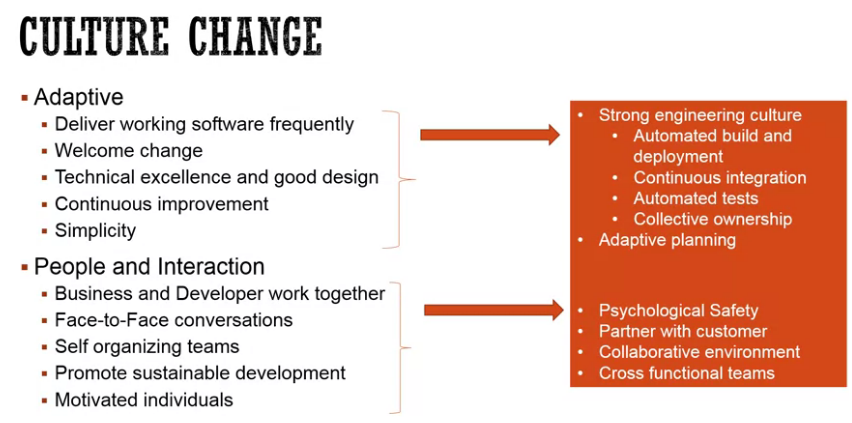 CULTURE CHANGE
▪ Adaptive
▪ Deliver working software frequently
▪ Welcome change
▪ Technical excellence and good design
▪ Continuous improvement
▪ Simplicity
▪ People and Interaction
▪ Business and Developer work together
▪ Face-to-Face conversations
▪ Self organizing teams
▪ Promote sustainable development
▪ Motivated individuals
• Strong engineering culture
• Automated build and
deployment
• Continuous integration
• Automated tests
• Collective ownership
• Adaptive planning
• Psychological Safety
• Partner with customer
• Collaborative environment
• Cross functional teams